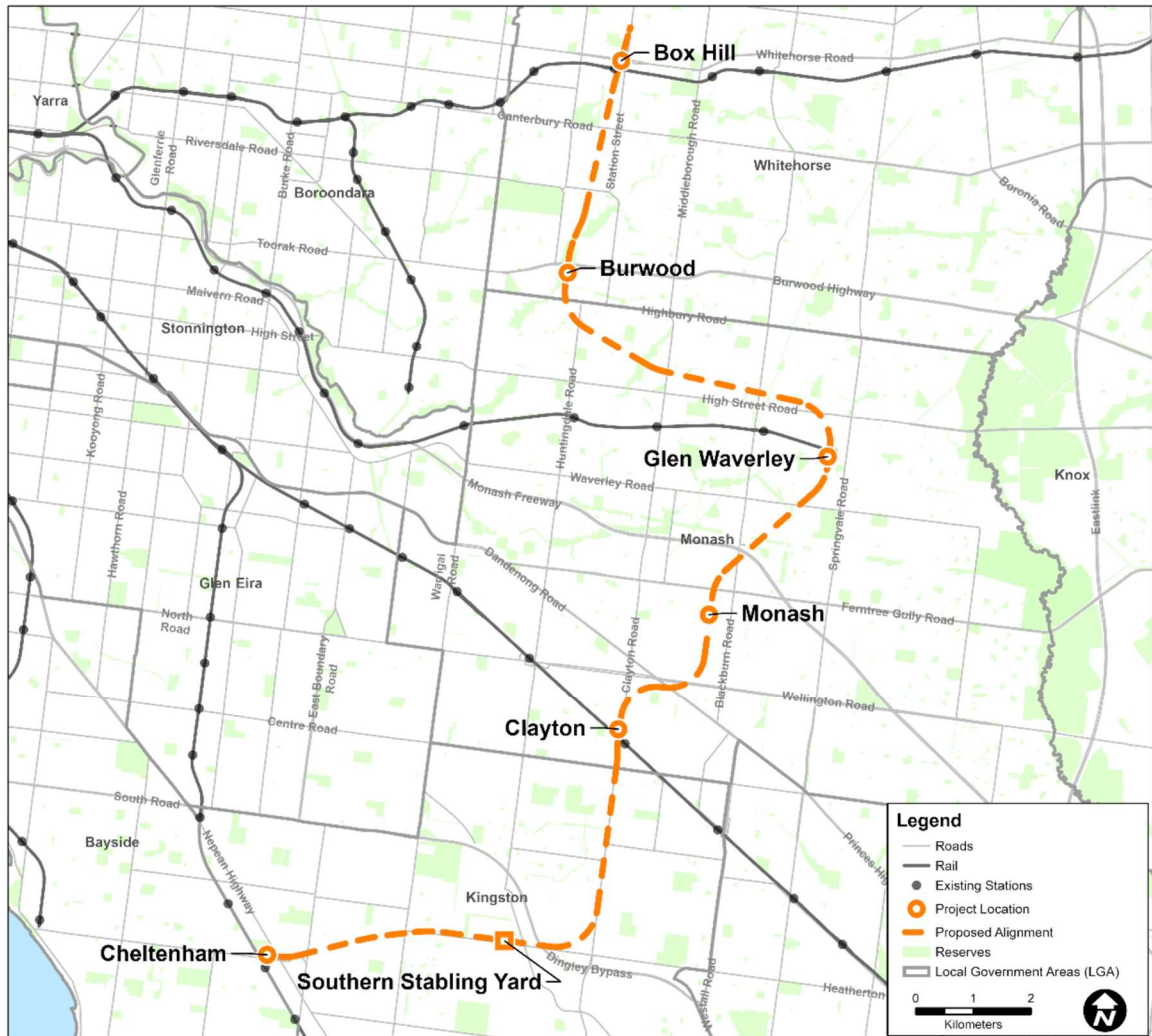 Box Hill
Whitehorse Road
Yarra
Canterbury Road
Glenferrie
Road
Riversdale Road
Burke Road
Station Street
Middleborough Road
Whitehorse
Boroondara
Boronia Road
Toorak Road
Burwood
Burwood Highway
Malvern Road
Highbury Road
Stonnington
High Street
Kooyong Road
High Street Road
Huntingdale Road
Glen Waverley
Waverley Road
Knox
Eastlink
Monash Freeway
Springvale Road
Hawthorn Road
Monash
Warrigal
Road
Dandenong Road
Glen Eira
Ferntree Gully Road
North
Road
Monash
Clayton Road
Blackburn Road
East Boundary
Road
Wellington Road
Centre Road
Clayton
South Road
Bayside
Nepean Highway
Princes Hig
Kingston
Cheltenham
Dingley Bypass
Southern Stabling Yard
Westall Road
Heatherton
Legend
Roads
Rail
Existing Stations
Project Location
Proposed Alignment
Reserves
Local Government Areas (LGA)
0 1 2
Kilometers
N